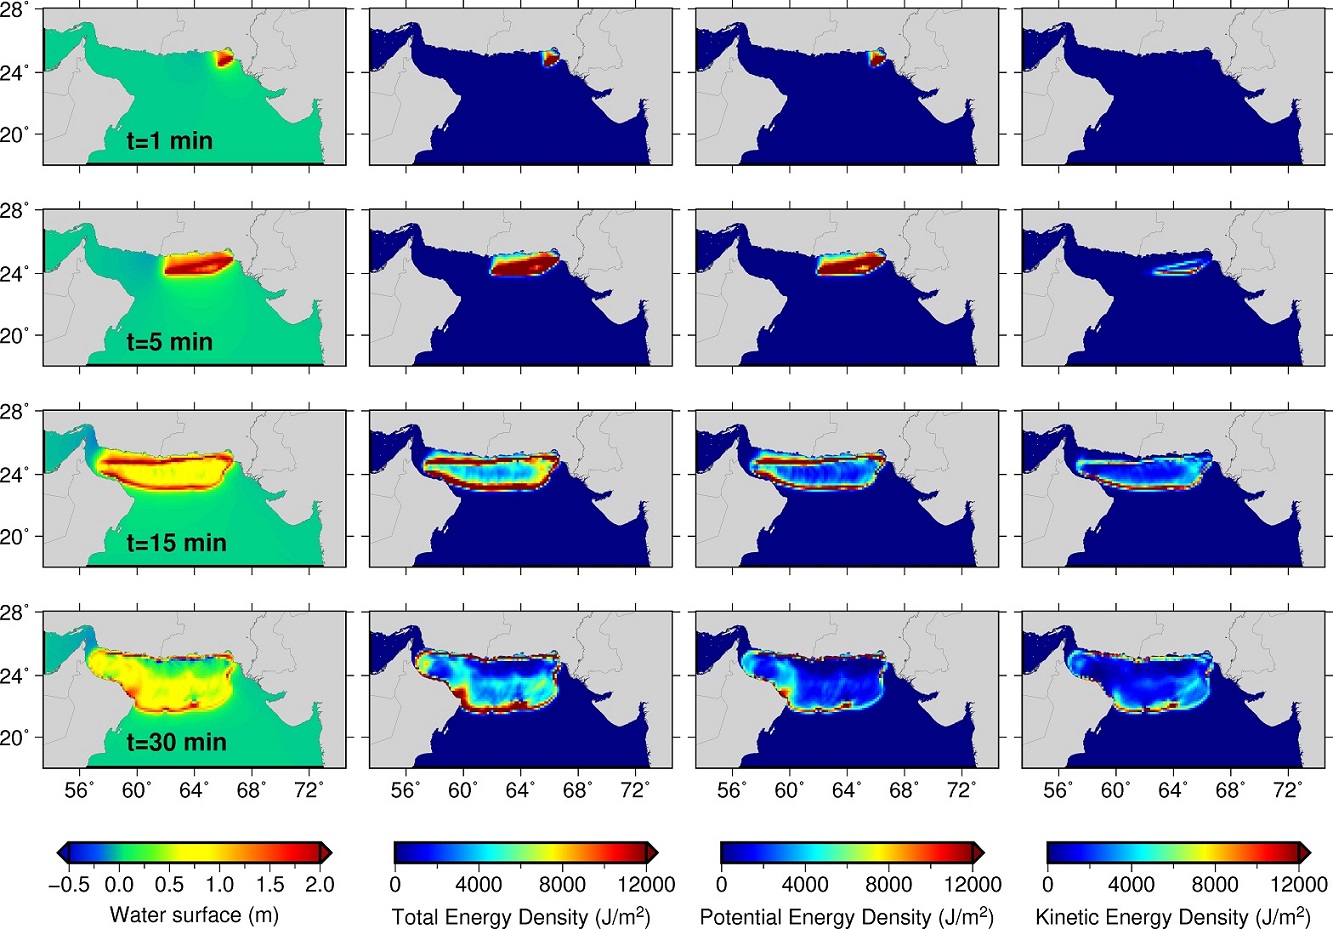 28˚
24˚
20˚
t=1 min
28˚
24˚
20˚
t=5 min
28˚
24˚
20˚
t=15 min
28˚
24˚
20˚
t=30 min
56˚ 60˚ 64˚ 68˚ 72˚ 56˚ 60˚ 64˚ 68˚ 72˚ 56˚ 60˚ 64˚ 68˚ 72˚ 56˚ 60˚ 64˚ 68˚ 72˚
−0.5 0.0 0.5 1.0 1.5 2.0 0 4000 8000 12000 0 4000 8000 12000 0 4000 8000 12000
Water surface (m) Total Energy Density (J/m²) Potential Energy Density (J/m²) Kinetic Energy Density (J/m²)